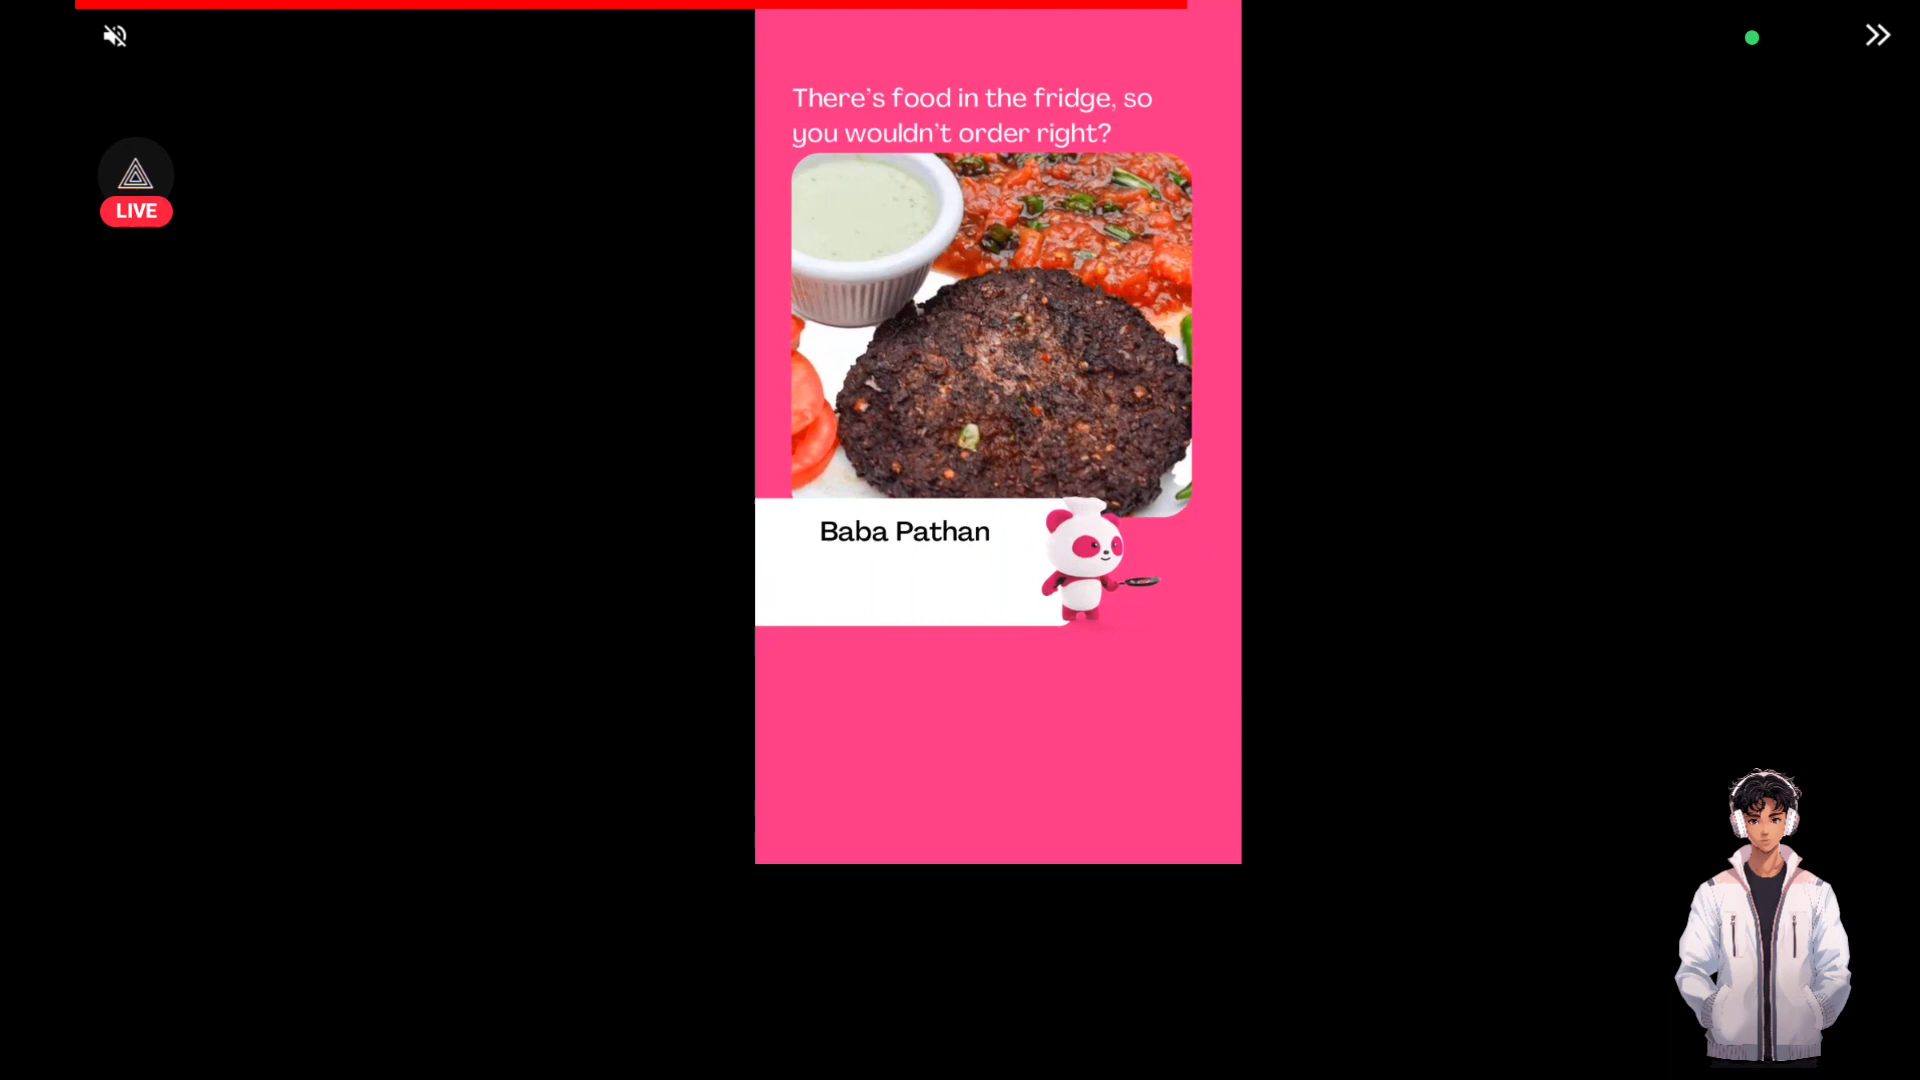 LIVE
There's food in the fridge, so
you wouldn't order right?
Baba Pathan